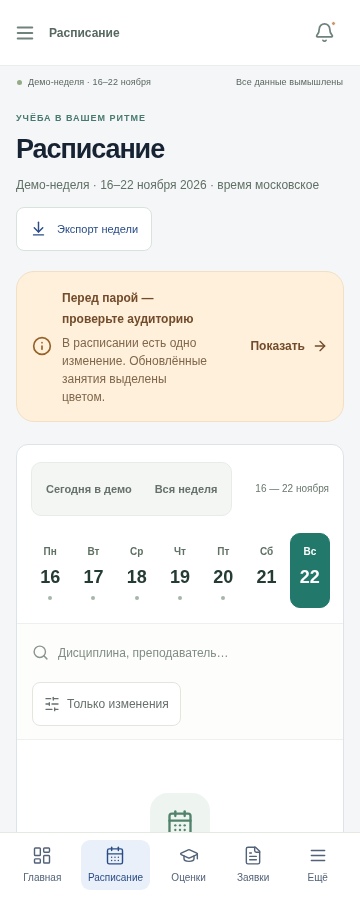 Расписание
Демо-неделя · 16–22 ноября
Все данные вымышлены
УЧЁБА В ВАШЕМ РИТМЕ
Расписание
Демо-неделя · 16–22 ноября 2026 · время московское
Экспорт недели
Перед парой —
проверьте аудиторию
В расписании есть одно
изменение. Обновлённые
занятия выделены
цветом.
Показать
Сегодня в демо
Вся неделя
16 — 22 ноября
Пн Вт Ср Чт Пт Сб Вс
16 17 18 19 20 21 22
Дисциплина, преподаватель…
Только изменения
Главная Расписание Оценки Заявки Ещё